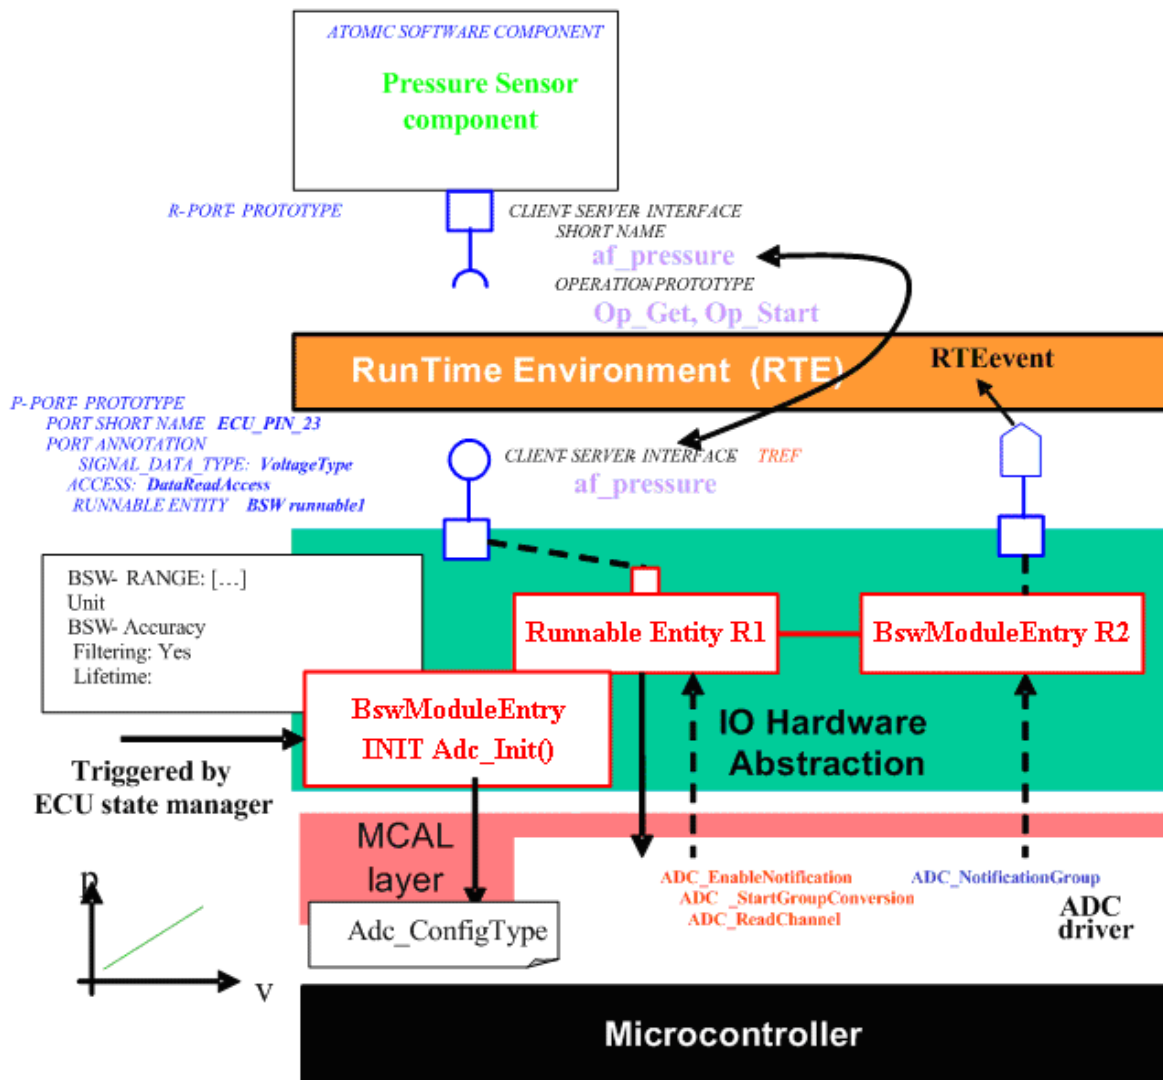 ATOMIC SOFTWARE COMPONENT
Pressure Sensor
component
R-PORT- PROTOTYPE
CLIENT-SERVER-INTERFACE
SHORT NAME
af_pressure
OPERATION-PROTOTYPE
Op_Get, Op_Start
RunTime Environment (RTE)
RTEevent
P-PORT- PROTOTYPE
PORT SHORT NAME ECU_PIN_23
PORT ANNOTATION
SIGNAL_DATA_TYPE: VoltageType
ACCESS: DataReadAccess
RUNNABLE ENTITY BSW runnable1
CLIENT-SERVER-INTERFACE TREF
af_pressure
BSW- RANGE: […]
Unit
BSW- Accuracy
Filtering: Yes
Lifetime:
Runnable Entity R1
BswModuleEntry R2
BswModuleEntry
INIT Adc_Init()
IO Hardware
Abstraction
Triggered by
ECU state manager
MCAL
layer
Adc_ConfigType
ADC_EnableNotification
ADC _StartGroupConversion
ADC_ReadChannel
ADC_NotificationGroup
ADC
driver
p
v
Microcontroller